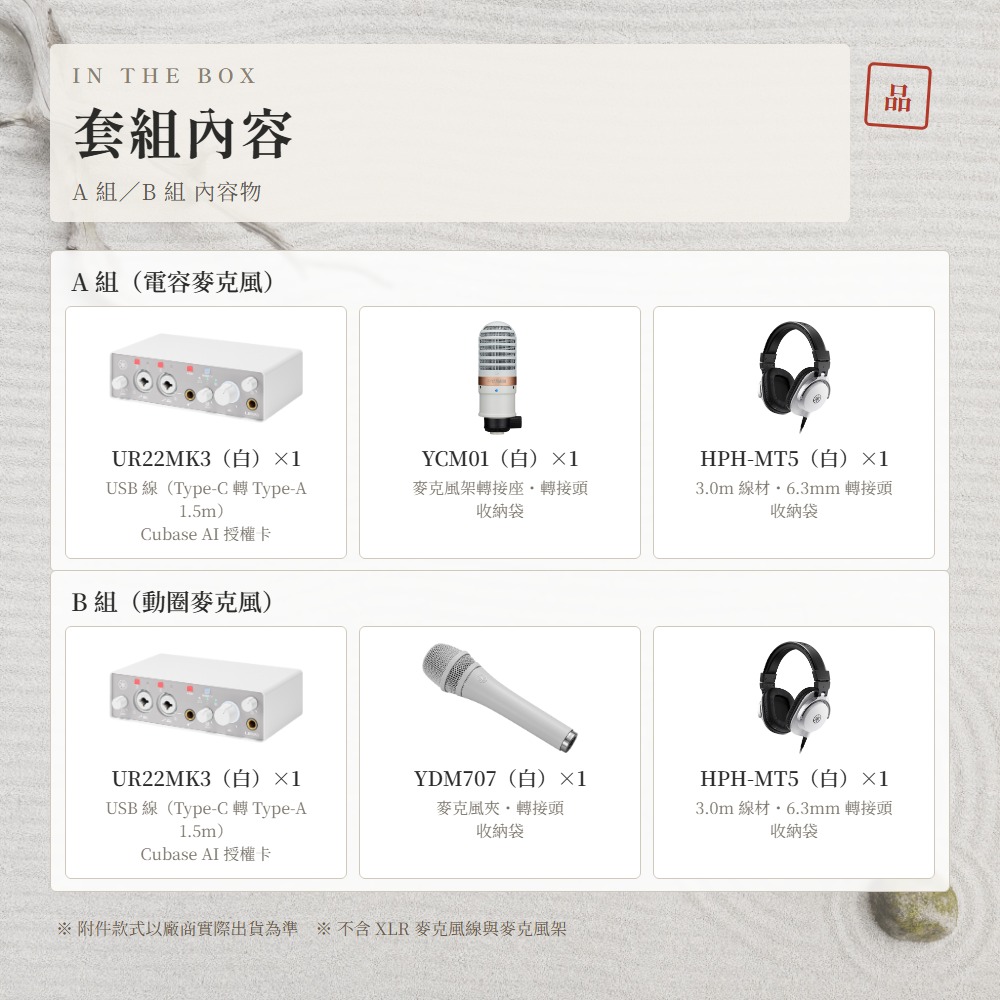 IN THE BOX
套組內容
A 組／B 組 內容物
品
A 組（電容麥克風）
UR22MK3（白）×1
USB 線（Type-C 轉 Type-A
1.5m）
Cubase AI 授權卡
YCM01（白）×1
麥克風架轉接座・轉接頭
收納袋
HPH-MT5（白）×1
3.0m 線材・6.3mm 轉接頭
收納袋
B 組（動圈麥克風）
UR22MK3（白）×1
USB 線（Type-C 轉 Type-A
1.5m）
Cubase AI 授權卡
YDM707（白）×1
麥克風夾・轉接頭
收納袋
HPH-MT5（白）×1
3.0m 線材・6.3mm 轉接頭
收納袋
※ 附件款式以廠商實際出貨為準　※ 不含 XLR 麥克風線與麥克風架